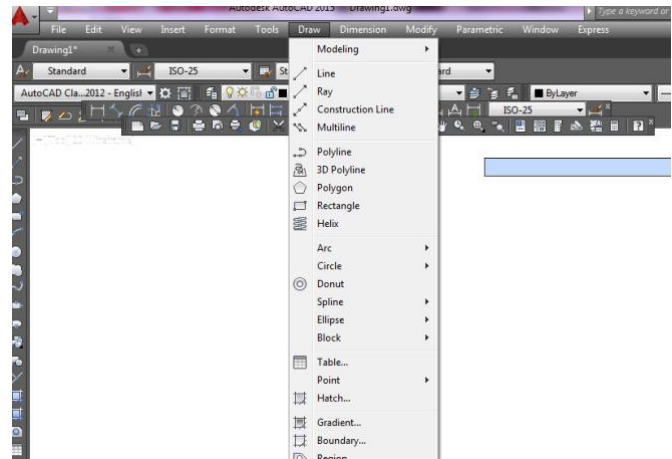 Autodesk AutoCAD 2015 Drawing1.dwg
Type a keyword or
File Edit View Insert Format Tools Draw Dimension Modify Parametric Window Express
Drawing1*
Standard ISO-25 St ard
AutoCAD Cla...2012 - English ByLayer
ISO-25
Modeling
Line
Ray
Construction Line
Multiline
Polyline
3D Polyline
Polygon
Rectangle
Helix
Arc
Circle
Donut
Spline
Ellipse
Block
Table...
Point
Hatch...
Gradient...
Boundary...
Region